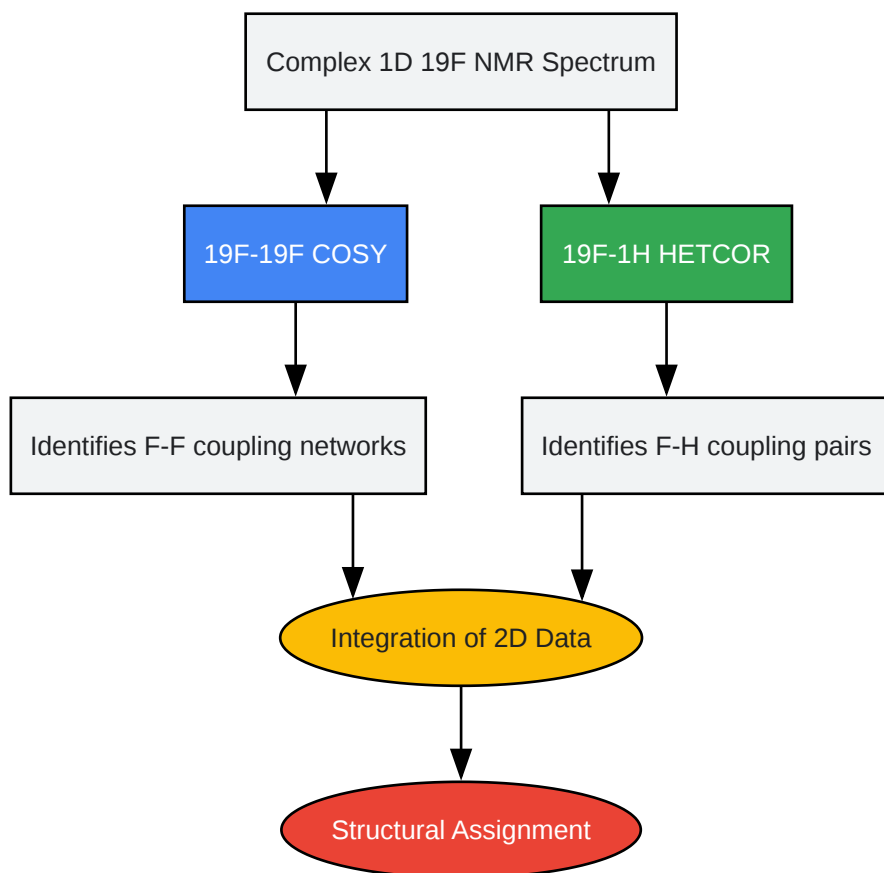 Complex 1D 19F NMR Spectrum
19F-19F COSY
19F-1H HETCOR
Identifies F-F coupling networks
Identifies F-H coupling pairs
Integration of 2D Data
Structural Assignment